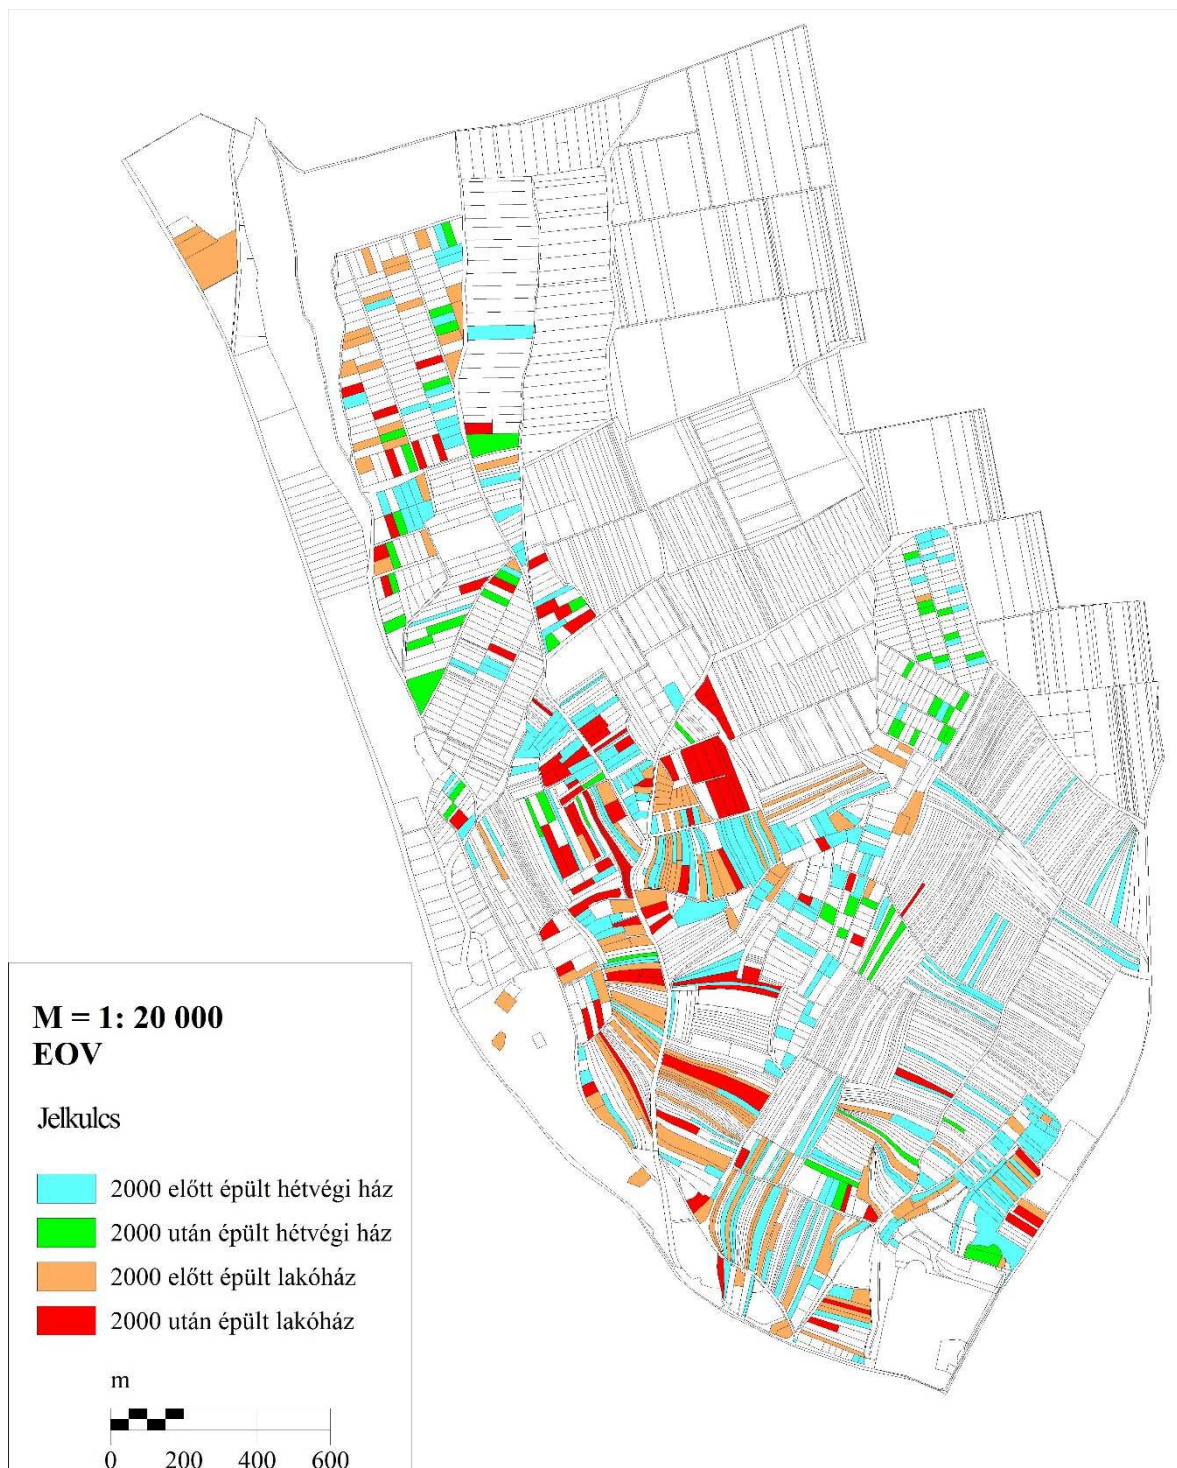 M = 1: 20 000
EOV
Jelkulcs
2000 előtt épült hétvégi ház
2000 után épült hétvégi ház
2000 előtt épült lakóház
2000 után épült lakóház
m
0 200 400 600